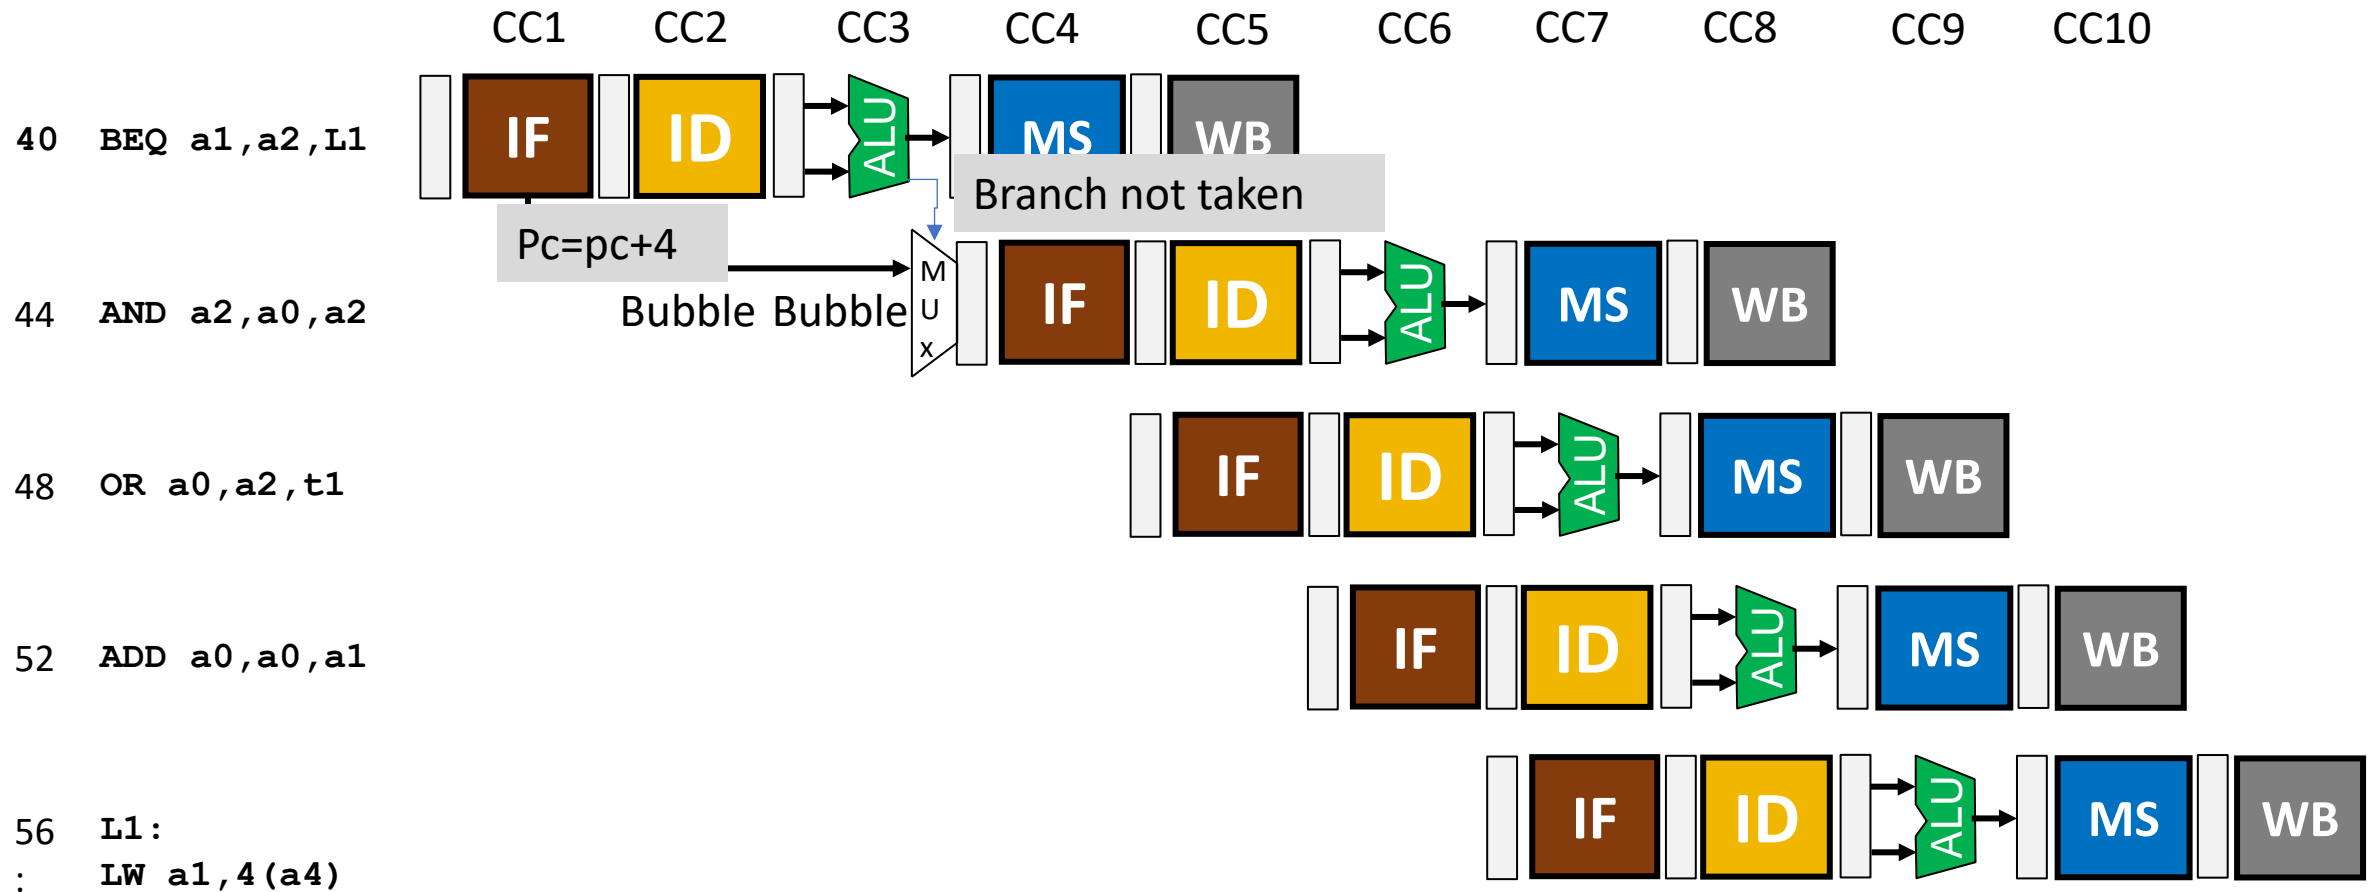 CC1 CC2 CC3 CC4 CC5 CC6 CC7 CC8 CC9 CC10
40 BEQ a1,a2,L1 IF ID ALU MS WB
Branch not taken
Pc=pc+4
44 AND a2,a0,a2 Bubble Bubble M U x IF ID ALU MS WB
48 OR a0,a2,t1 IF ID ALU MS WB
52 ADD a0,a0,a1 IF ID ALU MS WB
56 L1: IF ID ALU MS WB
: LW a1,4(a4)